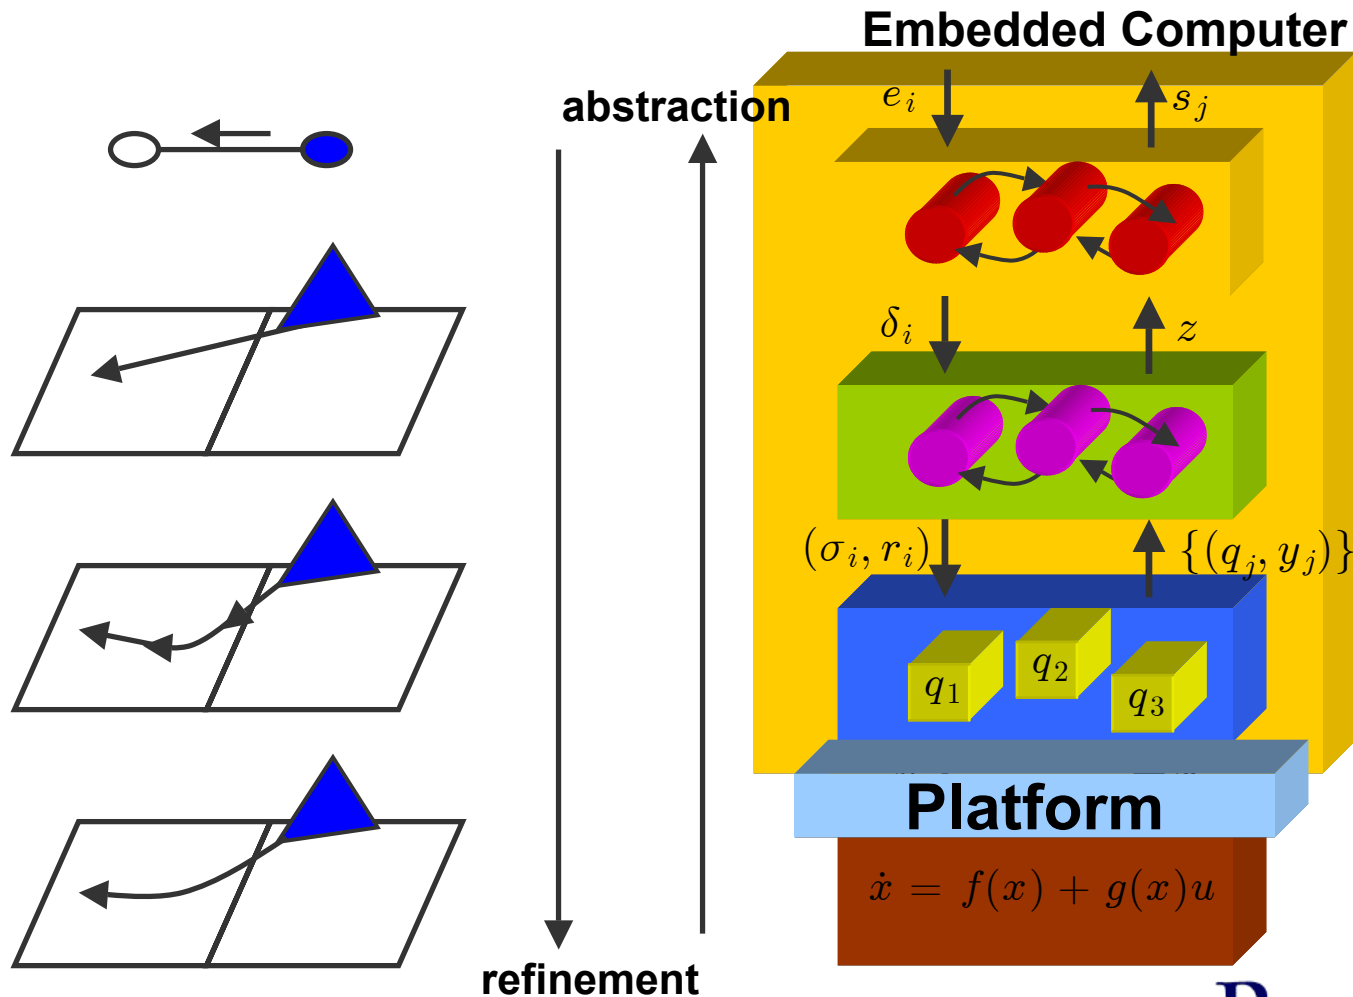 Embedded Computer
abstraction
e_i
s_j
δ_i
z
(σ_i, r_i)
{(q_j, y_j)}
q_1
q_2
q_3
Platform
ẋ = f(x) + g(x)u
refinement